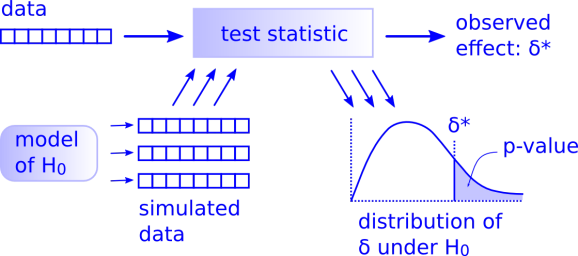 data
test statistic
observed
effect: δ*
model
of H₀
simulated
data
δ*
p-value
distribution of
δ under H₀